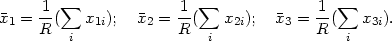 x̄₁ = 1/R (∑ᵢ x₁ᵢ); x̄₂ = 1/R (∑ᵢ x₂ᵢ); x̄₃ = 1/R (∑ᵢ x₃ᵢ).